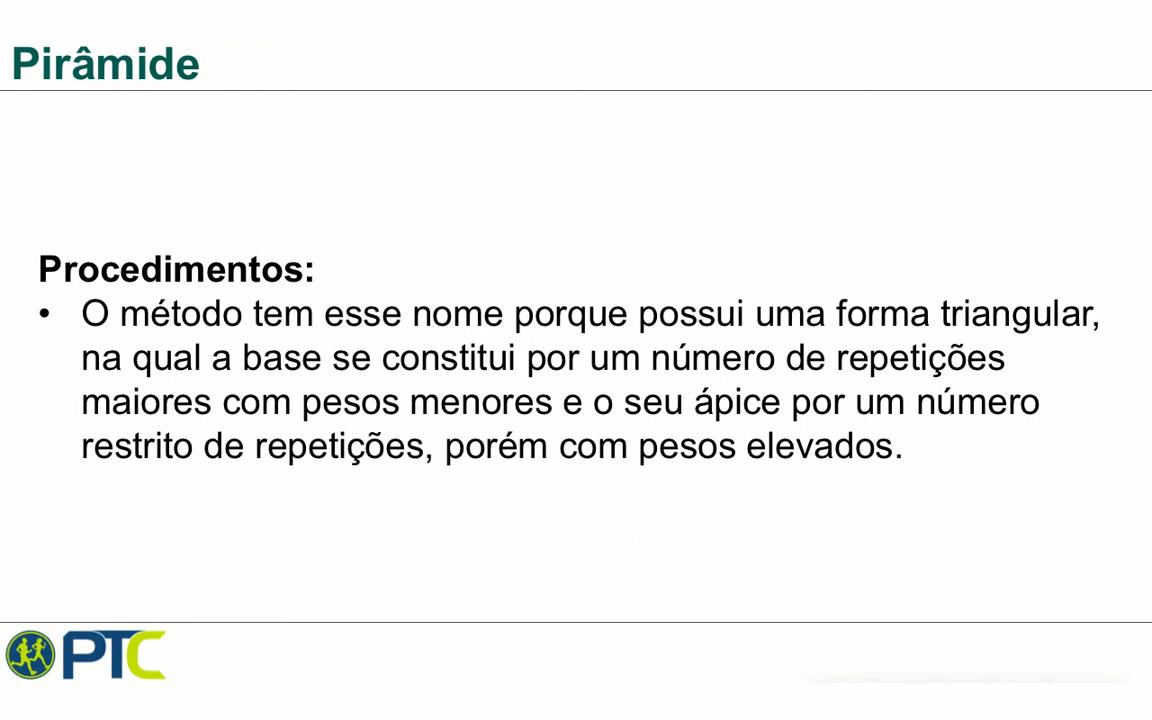 Pirâmide
Procedimentos:
• O método tem esse nome porque possui uma forma triangular,
na qual a base se constitui por um número de repetições
maiores com pesos menores e o seu ápice por um número
restrito de repetições, porém com pesos elevados.
PTC